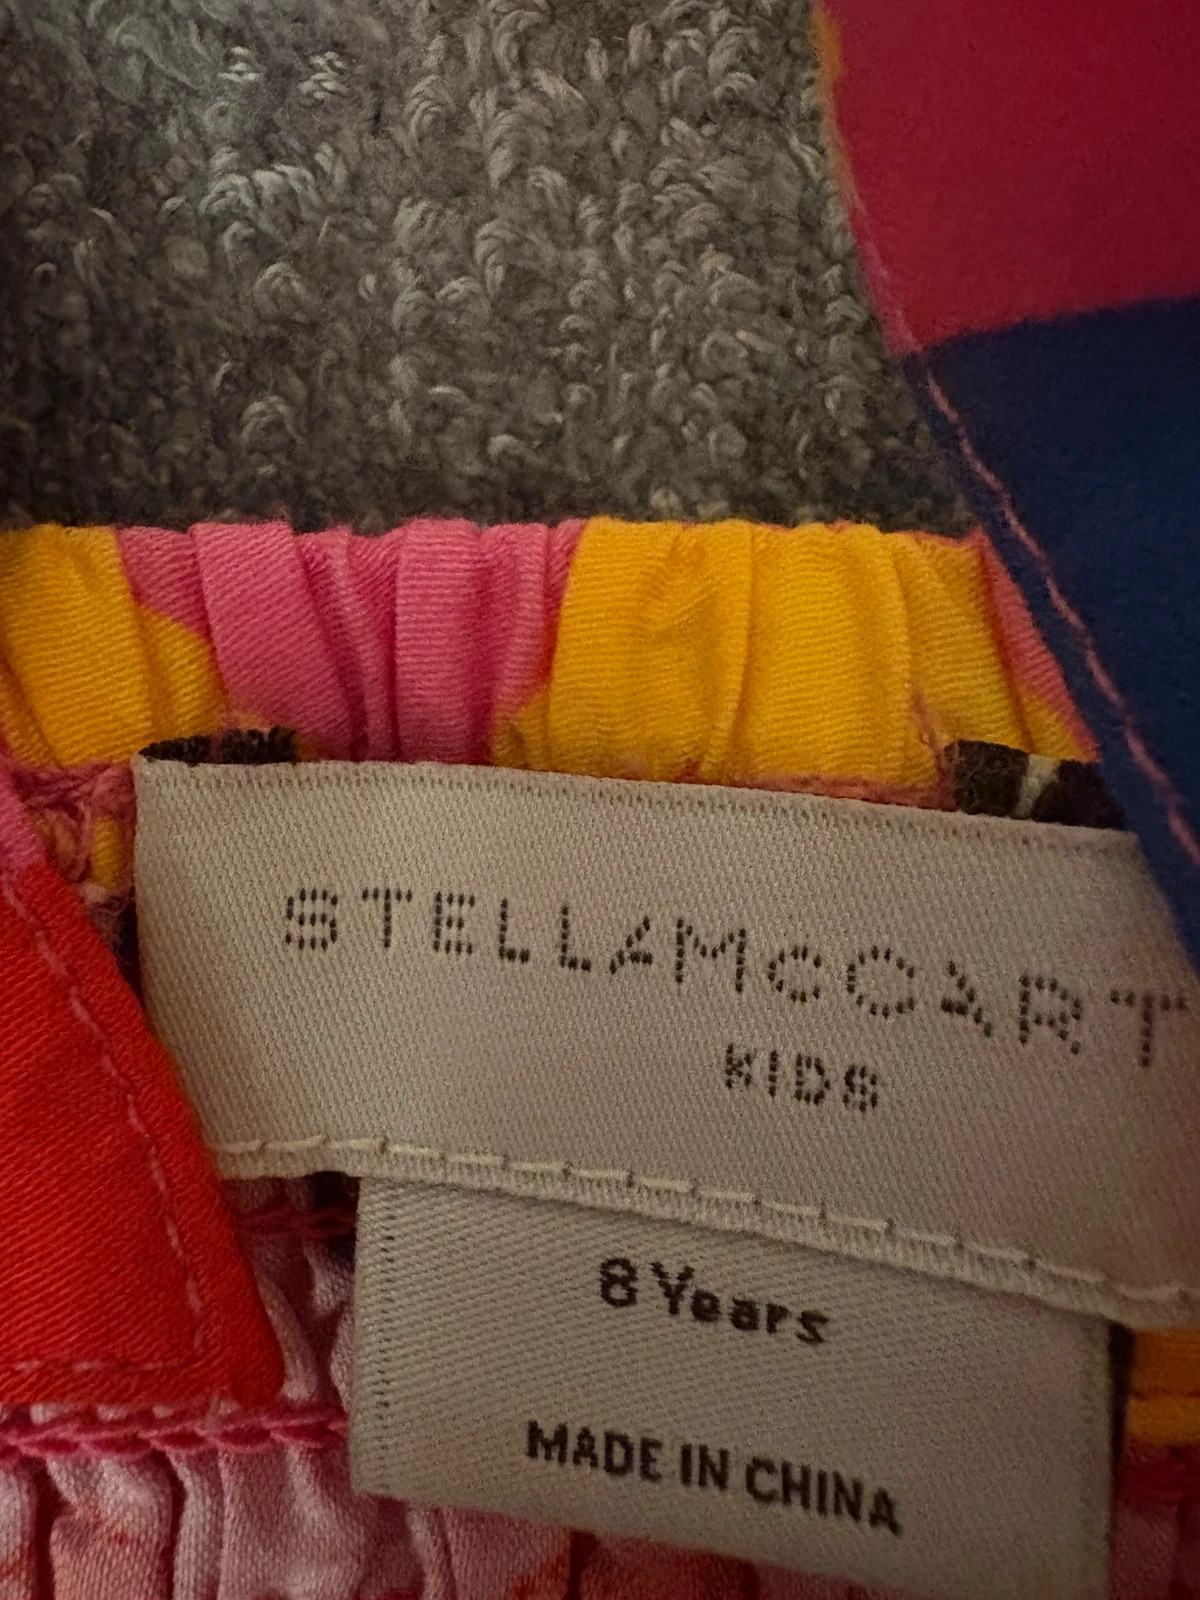 STELLAMcCART
KIDS
8 Years
MADE IN CHINA